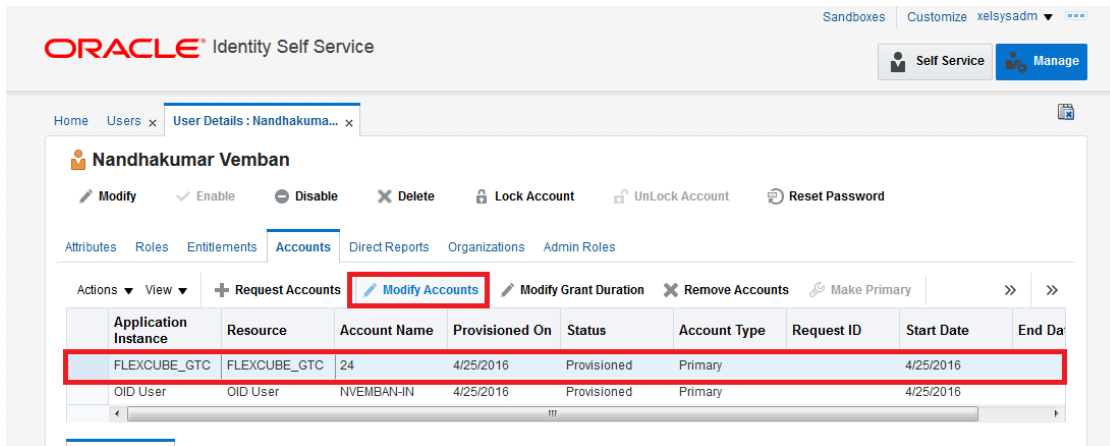 Sandboxes Customize xelsysadm
ORACLE Identity Self Service
Self Service Manage
Home Users x User Details : Nandhakuma... x
Nandhakumar Vemban
Modify Enable Disable Delete Lock Account UnLock Account Reset Password
Attributes Roles Entitlements Accounts Direct Reports Organizations Admin Roles
Actions View Request Accounts Modify Accounts Modify Grant Duration Remove Accounts Make Primary » »
Application Instance Resource Account Name Provisioned On Status Account Type Request ID Start Date End Da
FLEXCUBE_GTC FLEXCUBE_GTC 24 4/25/2016 Provisioned Primary 4/25/2016
OID User OID User NVEMBAN-IN 4/25/2016 Provisioned Primary 4/25/2016